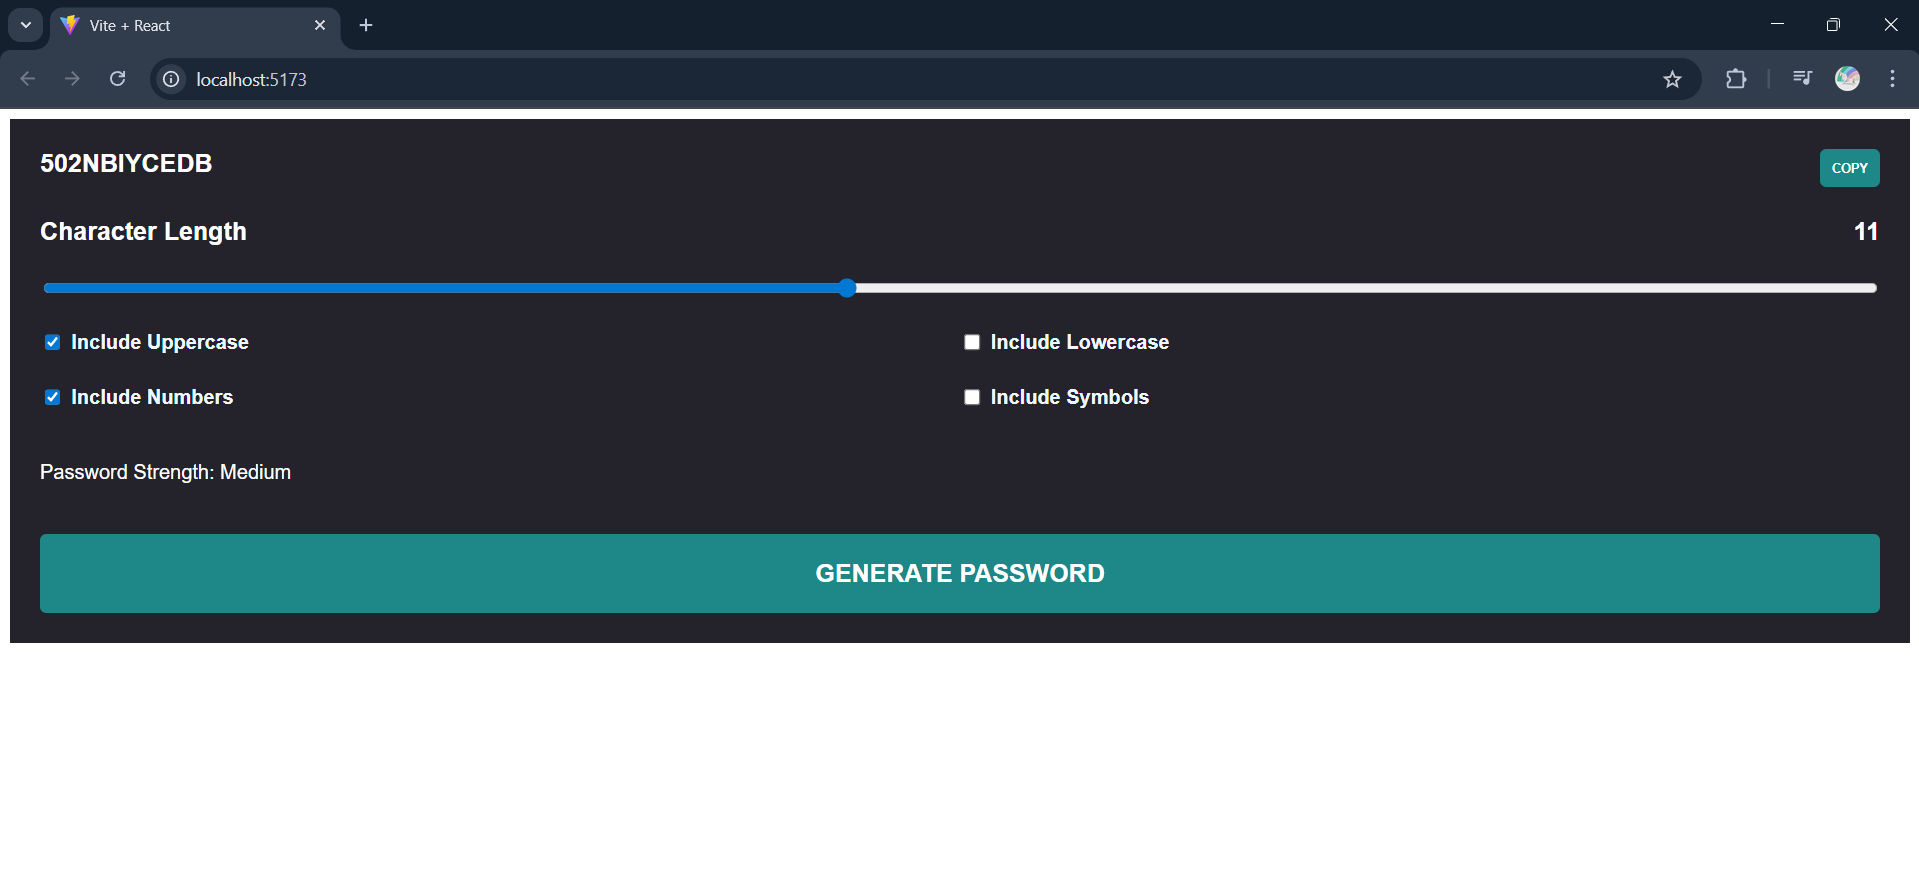 Vite + React
localhost:5173
502NBIYCEDB
COPY
Character Length
11
Include Uppercase
Include Lowercase
Include Numbers
Include Symbols
Password Strength: Medium
GENERATE PASSWORD